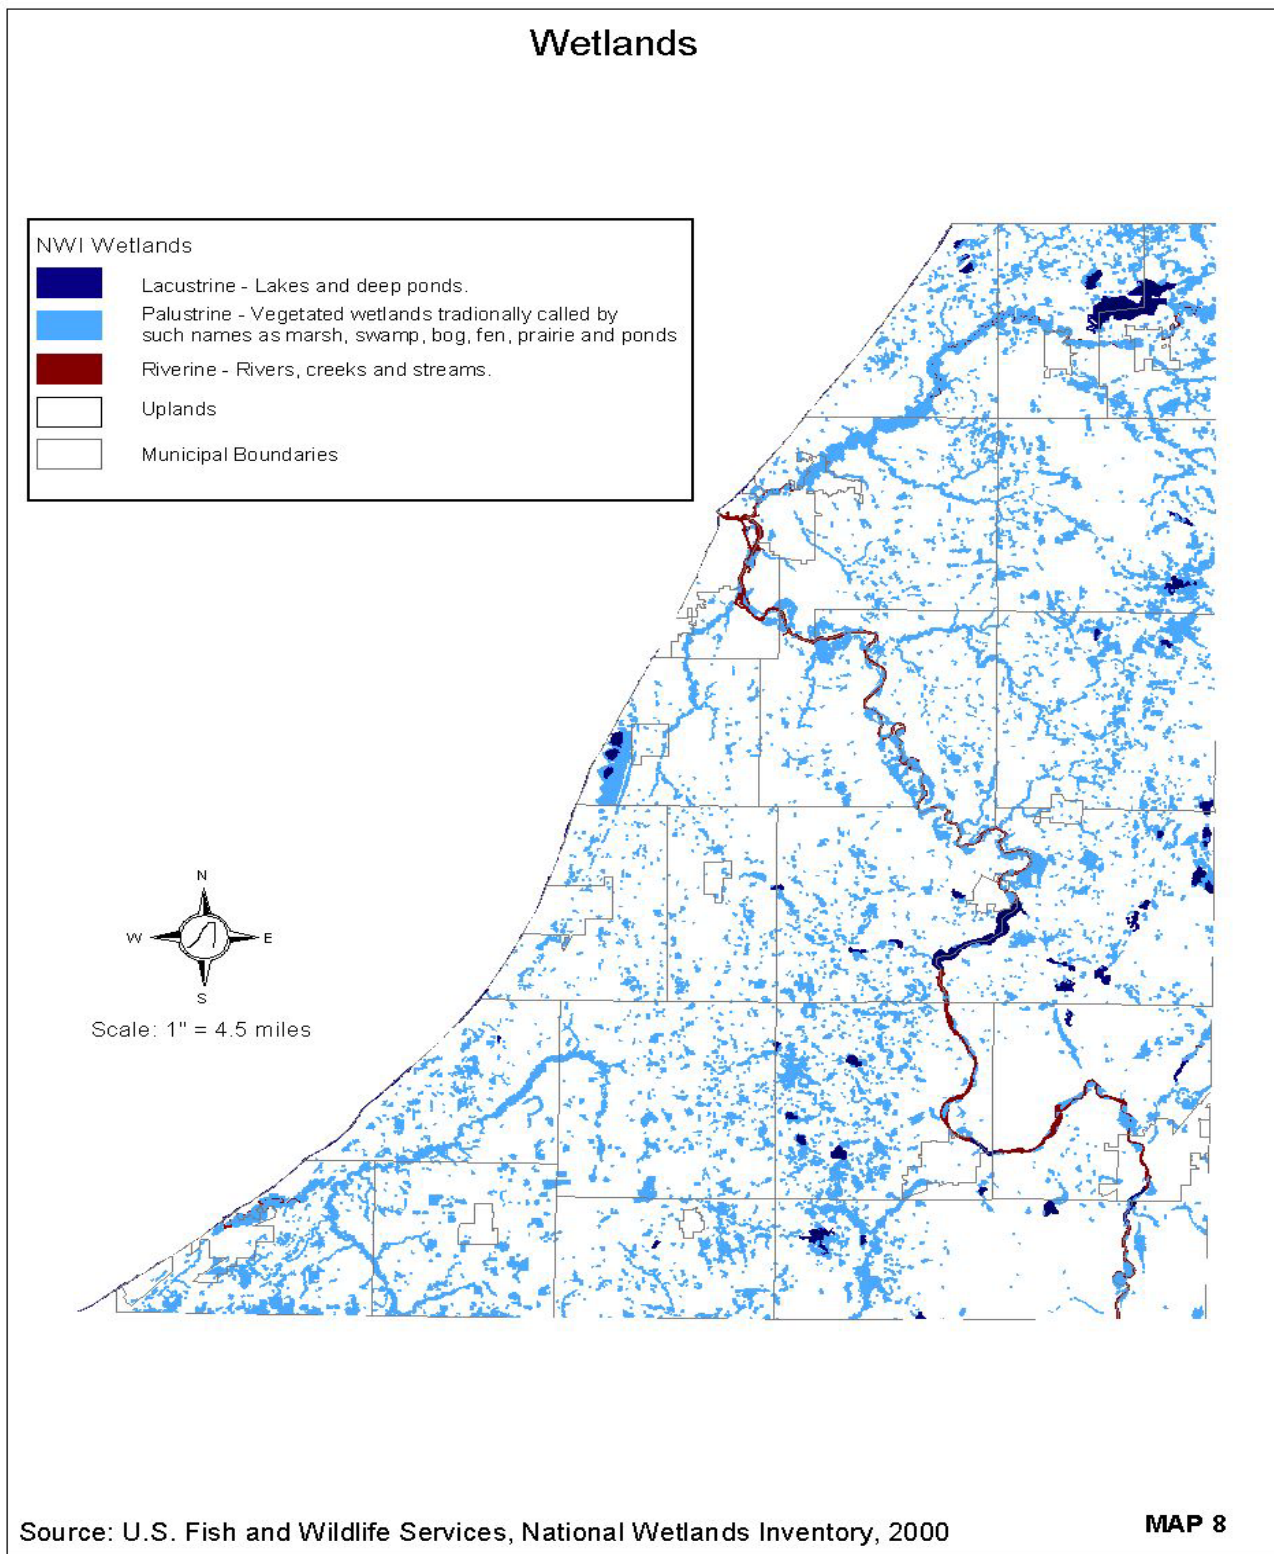 Wetlands
NWI Wetlands
Lacustrine - Lakes and deep ponds.
Palustrine - Vegetated wetlands tradionally called by
such names as marsh, swamp, bog, fen, prairie and ponds
Riverine - Rivers, creeks and streams.
Uplands
Municipal Boundaries
N
W E
S
Scale: 1" = 4.5 miles
Source: U.S. Fish and Wildlife Services, National Wetlands Inventory, 2000
MAP 8